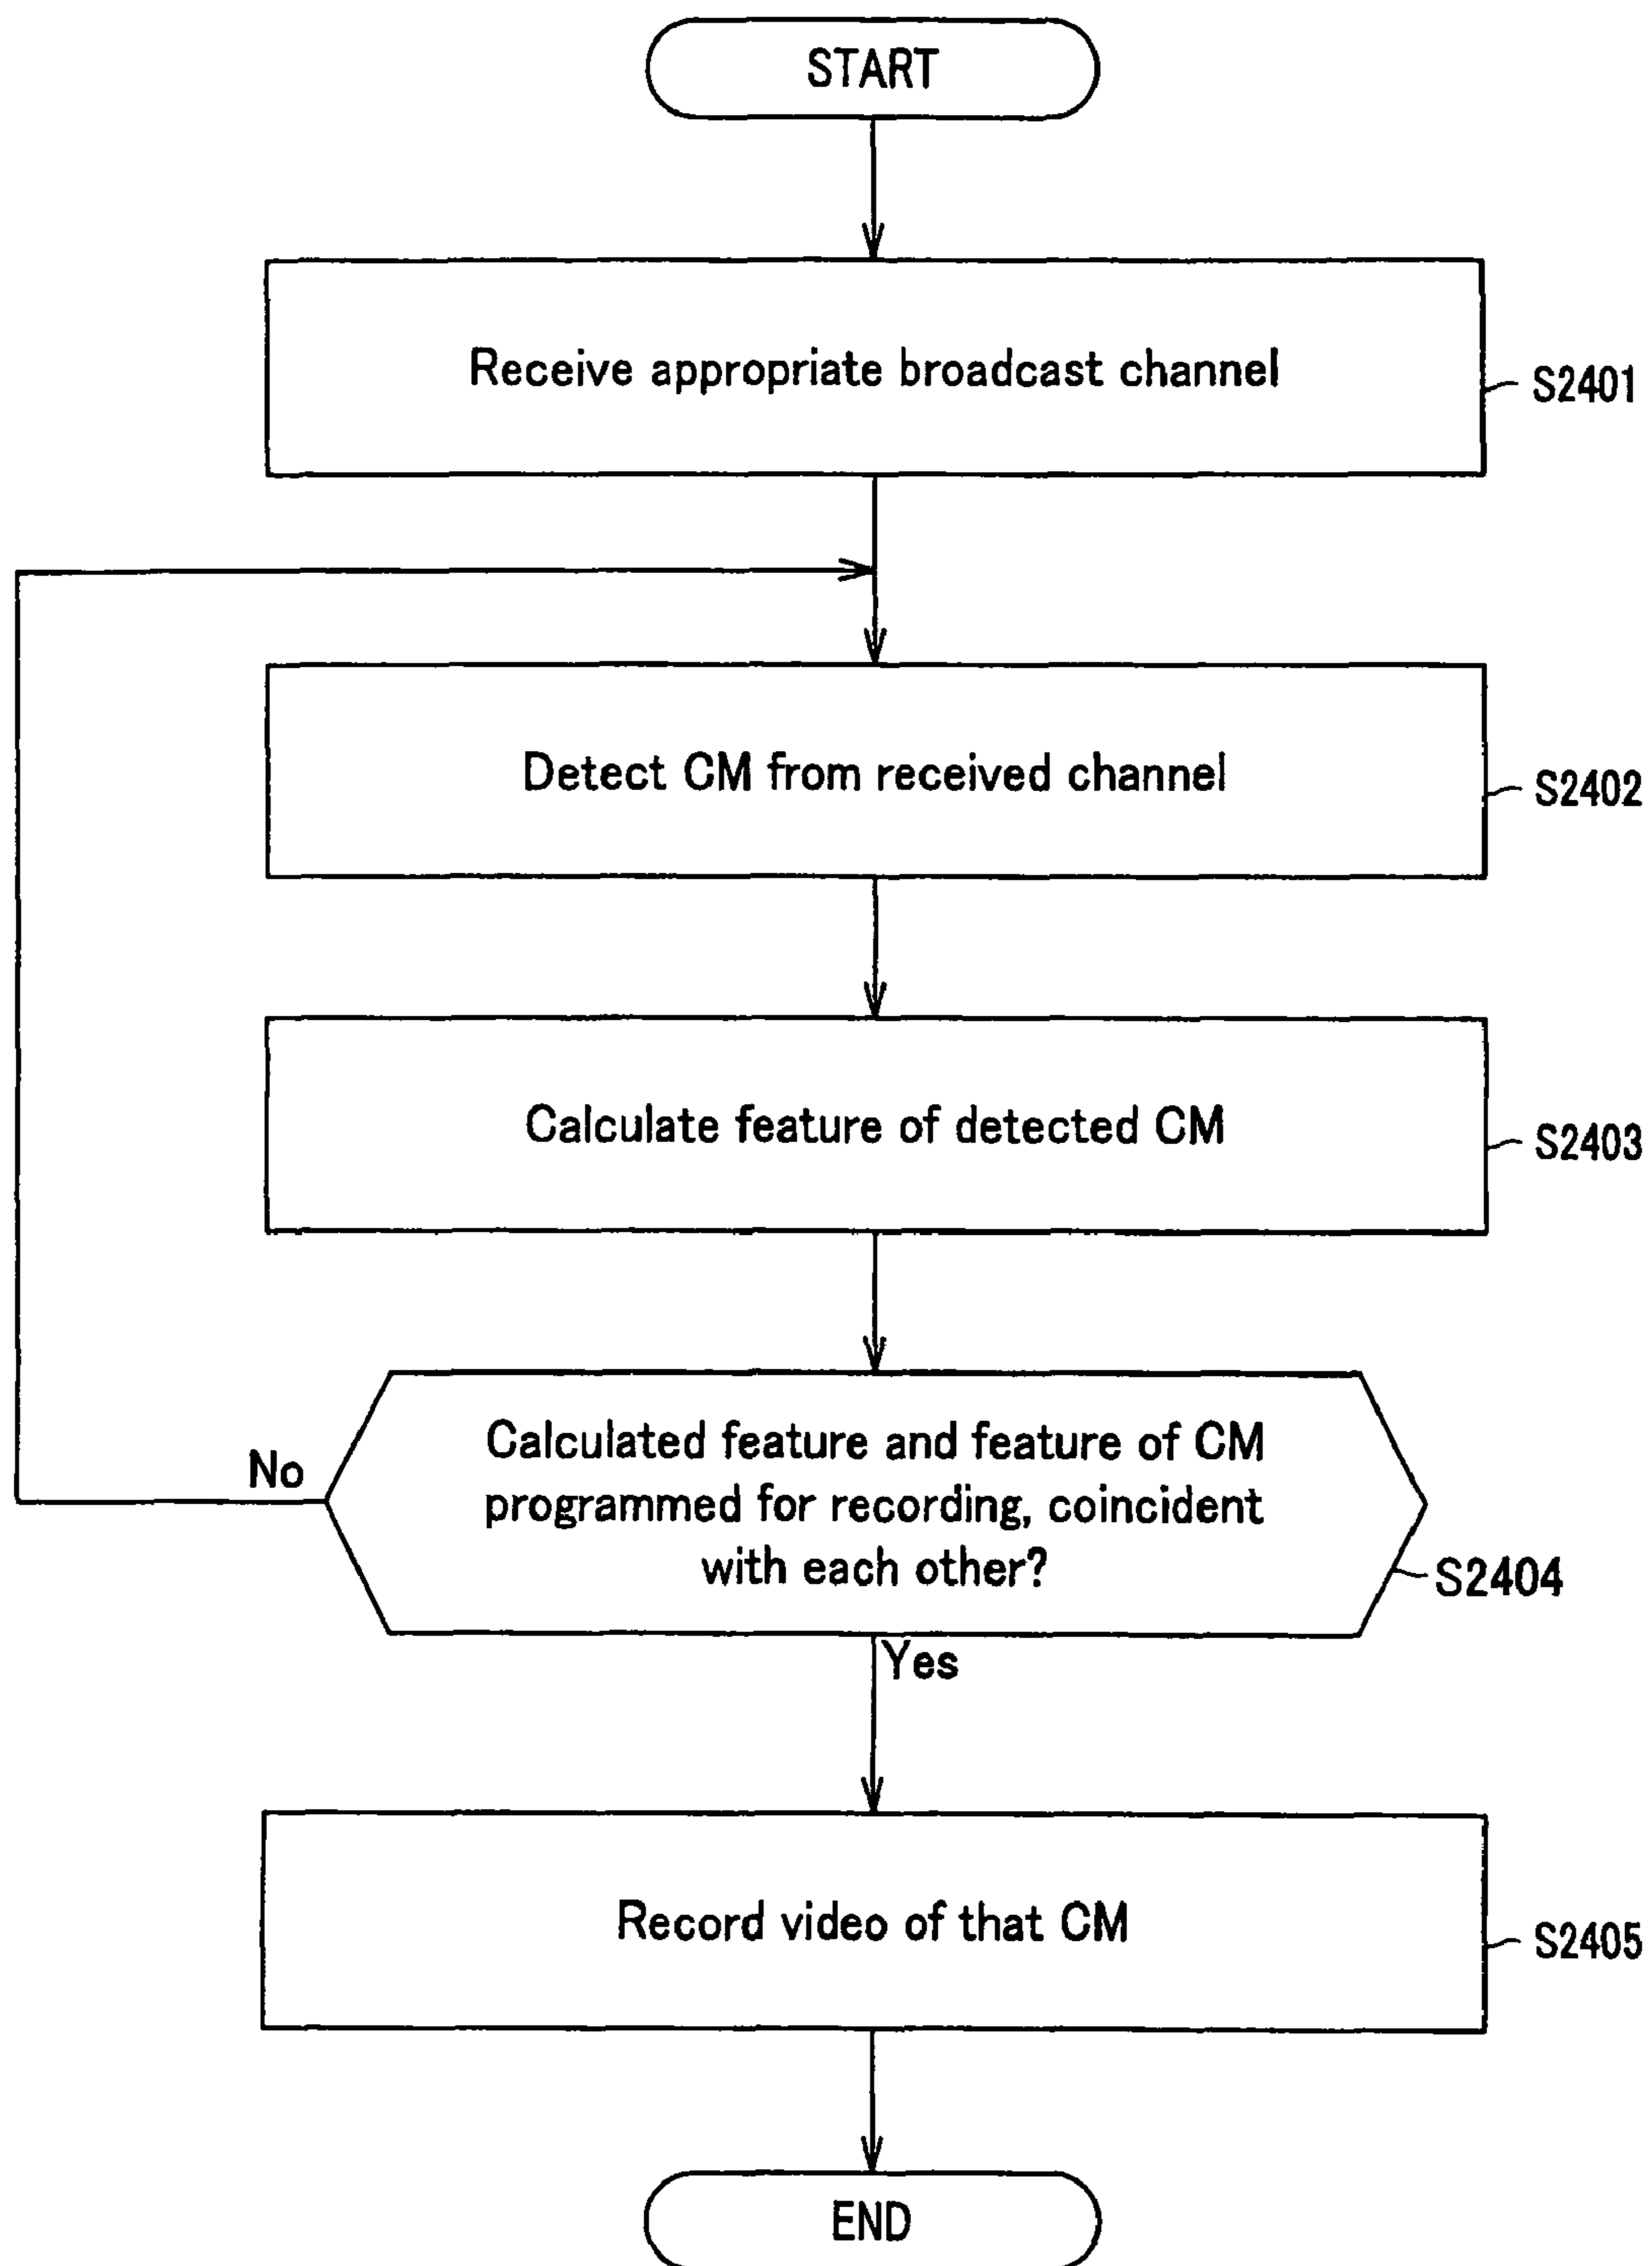 START
Receive appropriate broadcast channel
S2401
Detect CM from received channel
S2402
Calculate feature of detected CM
S2403
Calculated feature and feature of CM
programmed for recording, coincident
with each other?
No
S2404
Yes
Record video of that CM
S2405
END